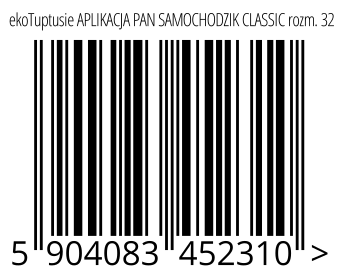 ekoTuptusie APLIKACJA PAN SAMOCHODZIK CLASSIC rozm. 32
5 904083 452310 >